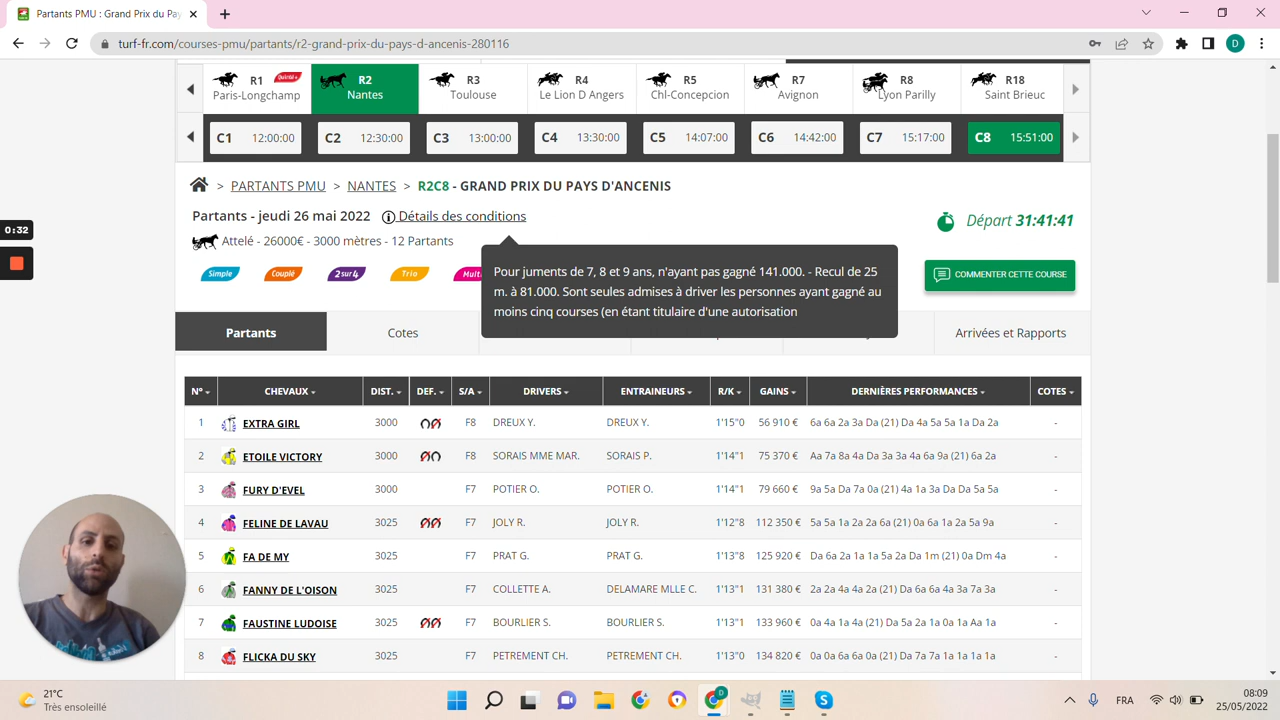 Partants PMU : Grand Prix du Pay
turf-fr.com/courses-pmu/partants/r2-grand-prix-du-pays-d-ancenis-280116
D
R1 Quinté+
Paris-Longchamp
R2
Nantes
R3
Toulouse
R4
Le Lion D Angers
R5
Chl-Concepcion
R7
Avignon
R8
Lyon Parilly
R18
Saint Brieuc
C1 12:00:00
C2 12:30:00
C3 13:00:00
C4 13:30:00
C5 14:07:00
C6 14:42:00
C7 15:17:00
C8 15:51:00
> PARTANTS PMU > NANTES > R2C8 - GRAND PRIX DU PAYS D'ANCENIS
Partants - jeudi 26 mai 2022 Détails des conditions
Départ 31:41:41
0:32
Attelé - 26000€ - 3000 mètres - 12 Partants
Simple Couplé 2sur4 Trio Mult
Pour juments de 7, 8 et 9 ans, n'ayant pas gagné 141.000. - Recul de 25
m. à 81.000. Sont seules admises à driver les personnes ayant gagné au
moins cinq courses (en étant titulaire d'une autorisation
COMMENTER CETTE COURSE
Partants Cotes Arrivées et Rapports
N° CHEVAUX DIST. DEF. S/A DRIVERS ENTRAINEURS R/K GAINS DERNIÈRES PERFORMANCES COTES
1 EXTRA GIRL 3000 F8 DREUX Y. DREUX Y. 1'15"0 56 910 € 6a 6a 2a 3a Da (21) Da 4a 5a 5a 1a Da 2a -
2 ETOILE VICTORY 3000 F8 SORAIS MME MAR. SORAIS P. 1'14"1 75 370 € Aa 7a 8a 4a Da 3a 3a 4a 6a 9a (21) 6a 2a -
3 FURY D'EVEL 3000 F7 POTIER O. POTIER O. 1'14"1 79 660 € 9a 5a Da 7a 0a (21) 4a 1a 3a Da Da 5a 5a -
4 FELINE DE LAVAU 3025 F7 JOLY R. JOLY R. 1'12"8 112 350 € 5a 5a 1a 2a 2a 6a (21) 0a 6a 1a 2a 5a 9a -
5 FA DE MY 3025 F7 PRAT G. PRAT G. 1'13"8 125 920 € Da 6a 2a 1a 1a 5a 2a Da 1m (21) 0a Dm 4a -
6 FANNY DE L'OISON 3025 F7 COLLETTE A. DELAMARE MLLE C. 1'13"1 131 380 € 2a 2a 4a 4a 2a (21) Da 6a 6a 4a 3a 7a 3a -
7 FAUSTINE LUDOISE 3025 F7 BOURLIER S. BOURLIER S. 1'13"1 133 960 € 0a 4a 1a 4a (21) Da 5a 2a 1a 0a 1a Aa 1a -
8 FLICKA DU SKY 3025 F7 PETREMENT CH. PETREMENT CH. 1'13"0 134 820 € 0a 0a 6a 6a 0a (21) Da 7a 7a 1a 1a 1a 1a -
21°C
Très ensoleillé
D
FRA
08:09
25/05/2022